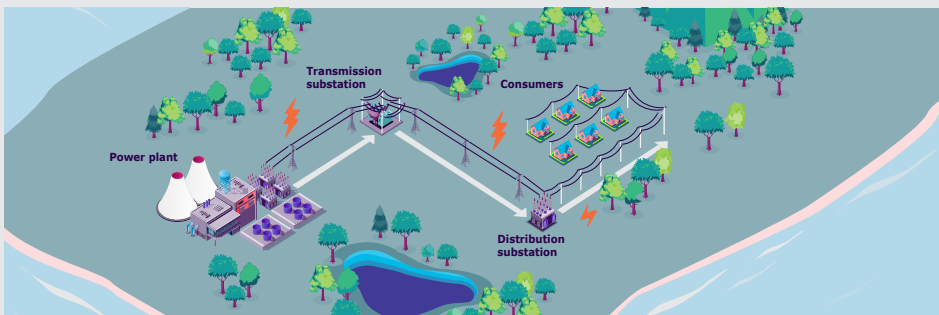 Transmission
substation
Consumers
Power plant
Distribution
substation